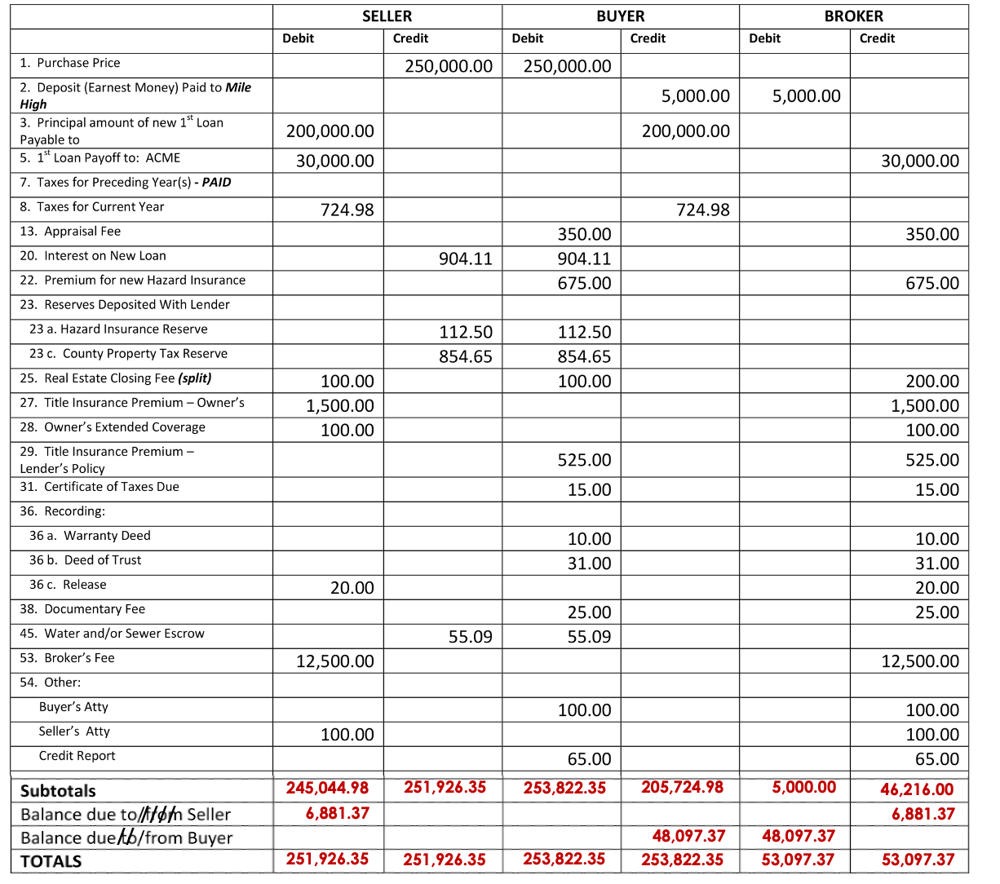 SELLER BUYER BROKER
Debit Credit Debit Credit Debit Credit
1. Purchase Price 250,000.00 250,000.00
2. Deposit (Earnest Money) Paid to Mile
High 5,000.00 5,000.00
3. Principal amount of new 1st Loan
Payable to 200,000.00 200,000.00
5. 1st Loan Payoff to: ACME 30,000.00 30,000.00
7. Taxes for Preceding Year(s) - PAID
8. Taxes for Current Year 724.98 724.98
13. Appraisal Fee 350.00 350.00
20. Interest on New Loan 904.11 904.11
22. Premium for new Hazard Insurance 675.00 675.00
23. Reserves Deposited With Lender
23 a. Hazard Insurance Reserve 112.50 112.50
23 c. County Property Tax Reserve 854.65 854.65
25. Real Estate Closing Fee (split) 100.00 100.00 200.00
27. Title Insurance Premium – Owner's 1,500.00 1,500.00
28. Owner's Extended Coverage 100.00 100.00
29. Title Insurance Premium –
Lender's Policy 525.00 525.00
31. Certificate of Taxes Due 15.00 15.00
36. Recording:
36 a. Warranty Deed 10.00 10.00
36 b. Deed of Trust 31.00 31.00
36 c. Release 20.00 20.00
38. Documentary Fee 25.00 25.00
45. Water and/or Sewer Escrow 55.09 55.09
53. Broker's Fee 12,500.00 12,500.00
54. Other:
Buyer's Atty 100.00 100.00
Seller's Atty 100.00 100.00
Credit Report 65.00 65.00
Subtotals 245,044.98 251,926.35 253,822.35 205,724.98 5,000.00 46,216.00
Balance due to/from Seller 6,881.37 6,881.37
Balance due to/from Buyer 48,097.37 48,097.37
TOTALS 251,926.35 251,926.35 253,822.35 253,822.35 53,097.37 53,097.37